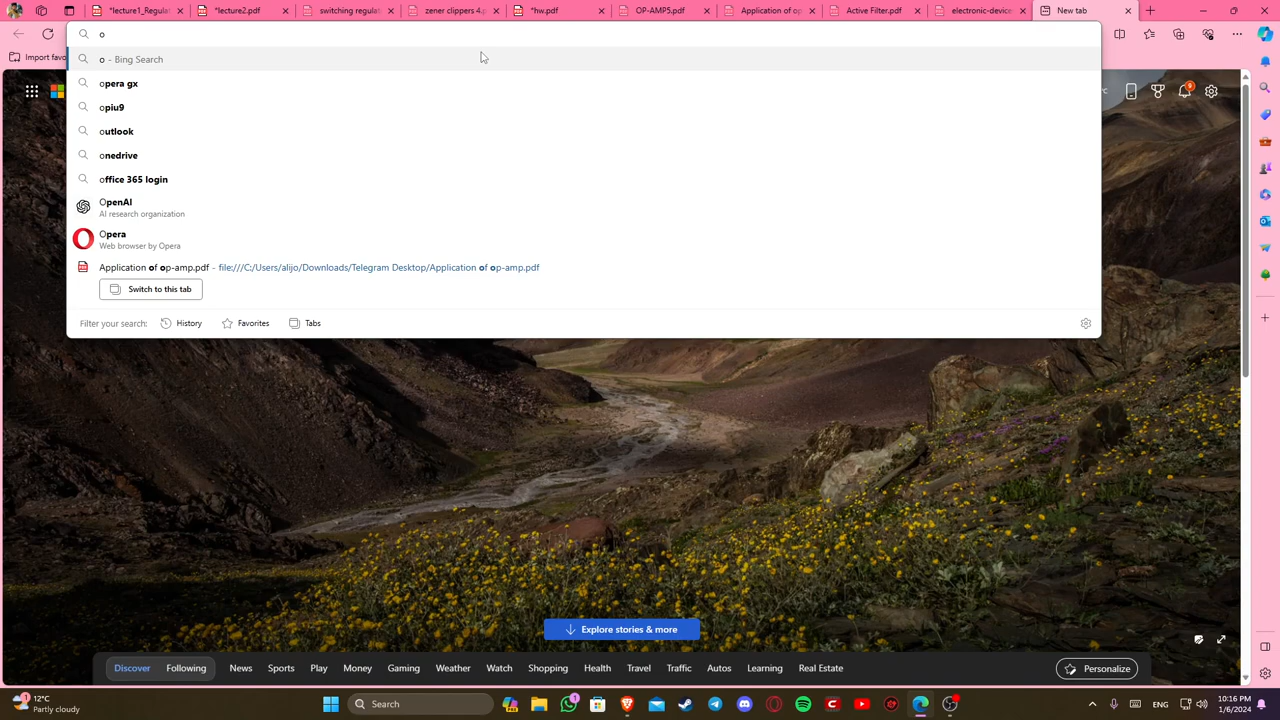 *lecture1_Regulat
*lecture2.pdf
switching regulat
zener clippers 4.p
*hw.pdf
OP-AMP5.pdf
Application of op
Active Filter.pdf
electronic-device
New tab
o
Import favo
o - Bing Search
opera gx
opiu9
outlook
onedrive
office 365 login
OpenAI
AI research organization
Opera
Web browser by Opera
Application of op-amp.pdf - file:///C:/Users/alijo/Downloads/Telegram Desktop/Application of op-amp.pdf
Switch to this tab
Filter your search: History Favorites Tabs
°C
9
Explore stories & more
Discover Following News Sports Play Money Gaming Weather Watch Shopping Health Travel Traffic Autos Learning Real Estate
Personalize
1
12°C
Partly cloudy
Search
1
ENG
10:16 PM
1/6/2024